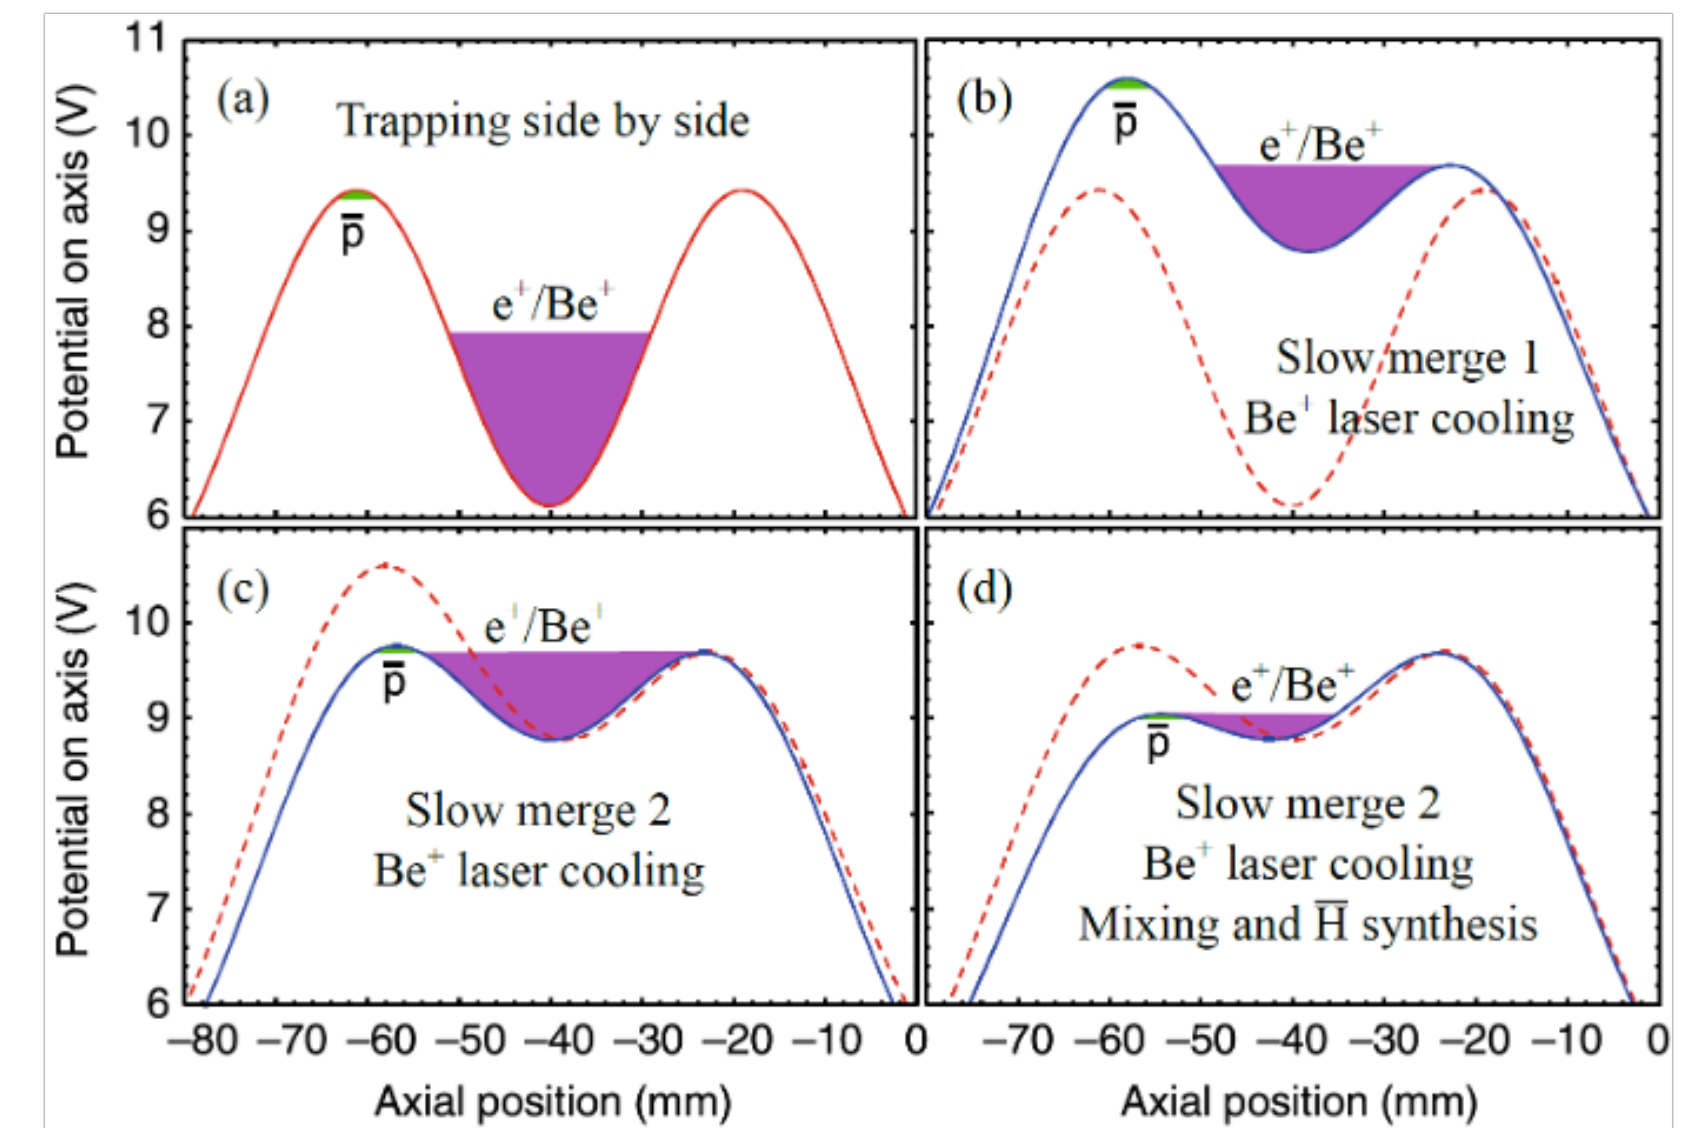 11
10
9
8
7
6
Potential on axis (V)
(a)
Trapping side by side
p̅
e⁺/Be⁺
(b)
p̅
e⁺/Be⁺
Slow merge 1
Be⁺ laser cooling
10
9
8
7
6
Potential on axis (V)
(c)
e⁺/Be⁺
p̅
Slow merge 2
Be⁺ laser cooling
(d)
e⁺/Be⁺
p̅
Slow merge 2
Be⁺ laser cooling
Mixing and H̅ synthesis
−80 −70 −60 −50 −40 −30 −20 −10 0
−70 −60 −50 −40 −30 −20 −10 0
Axial position (mm)
Axial position (mm)